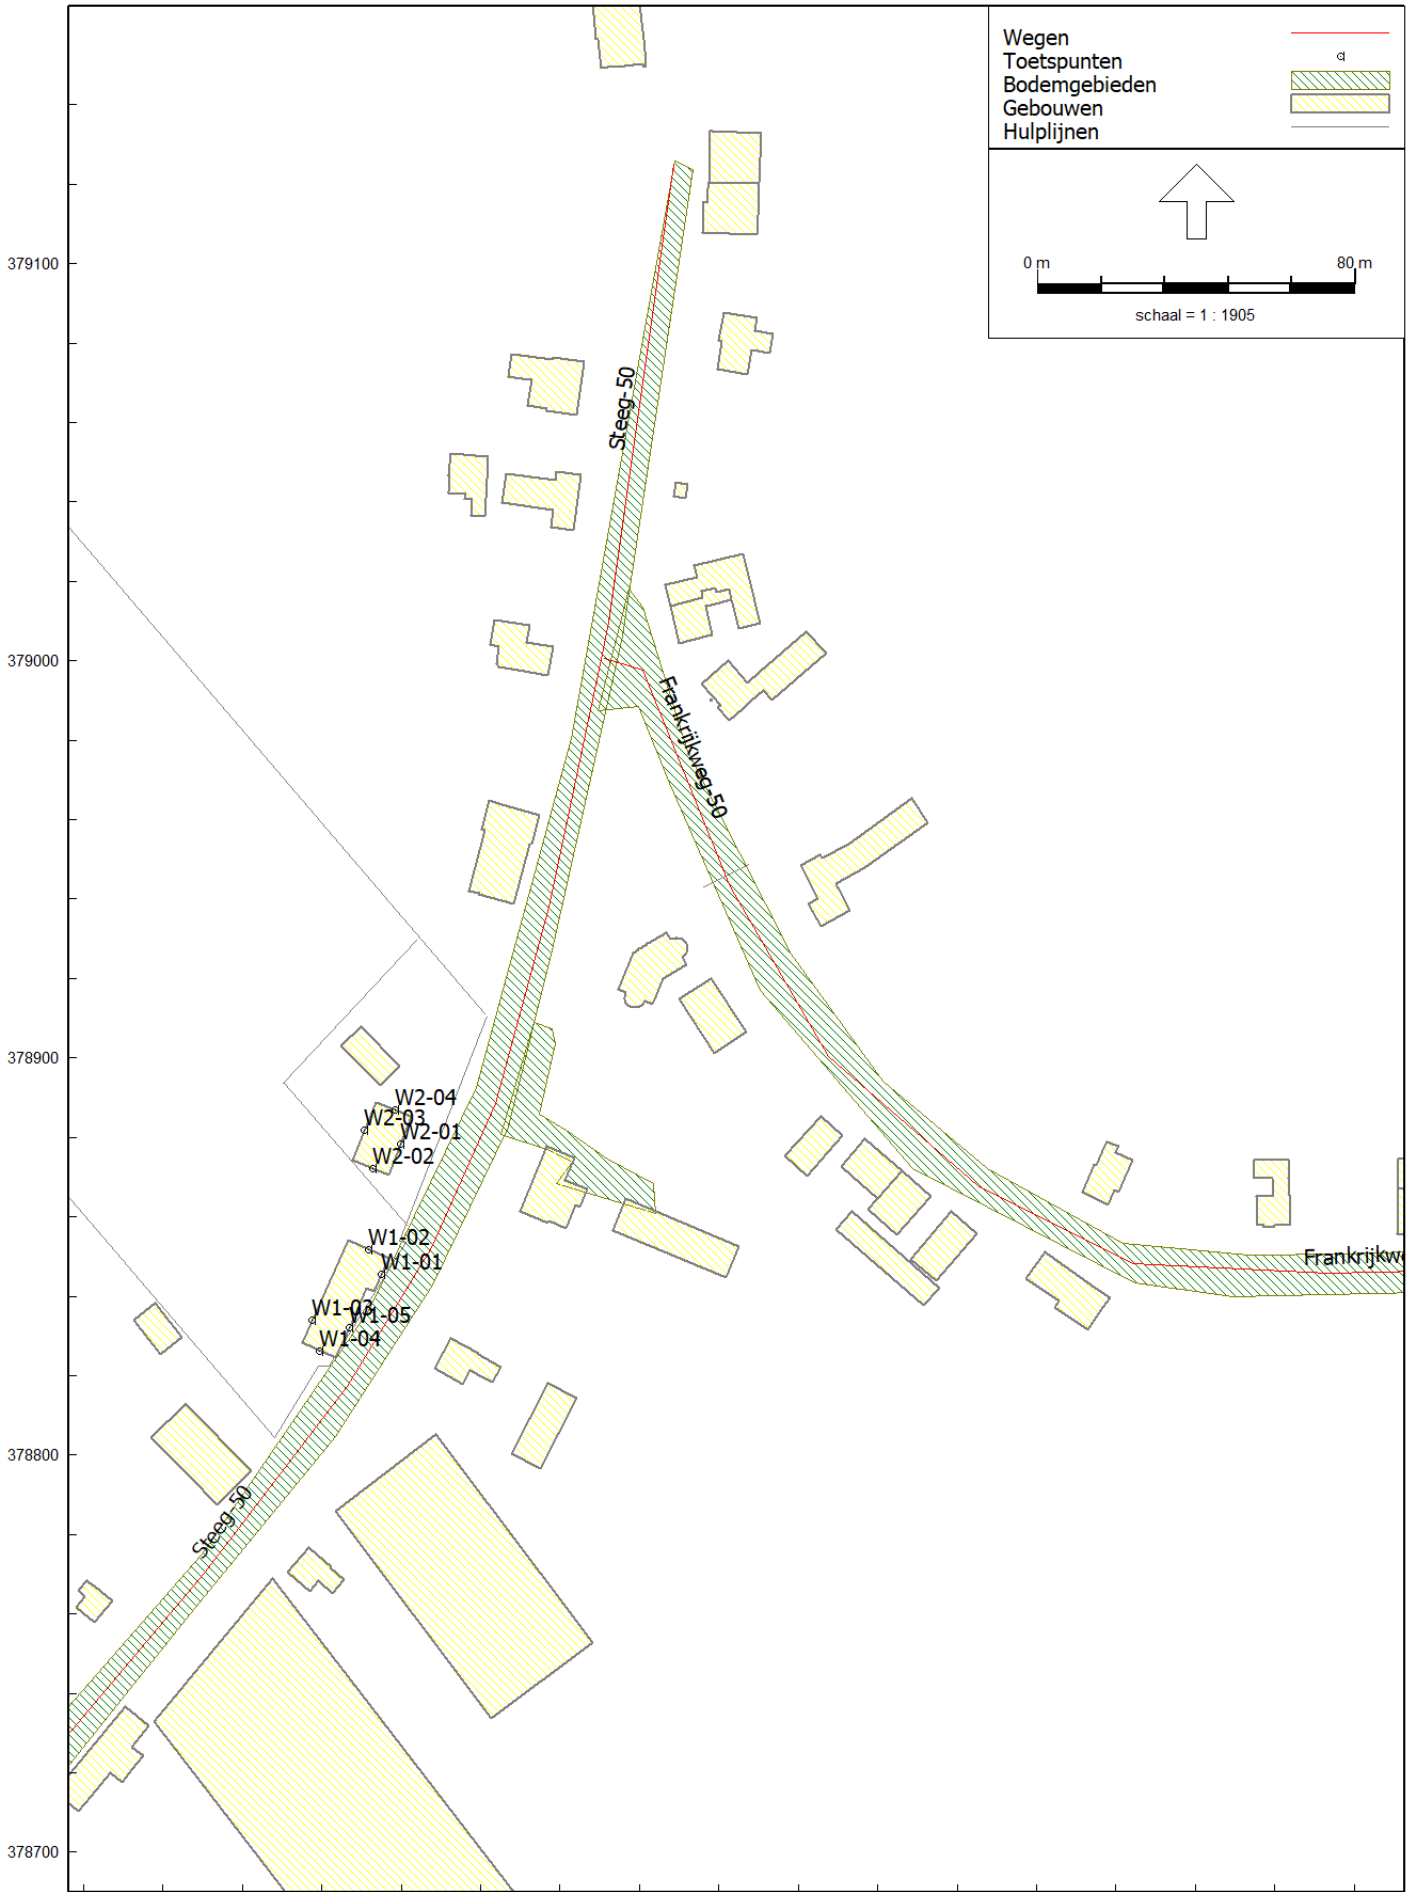 Wegen
Toetspunten
Bodemgebieden
Gebouwen
Hulplijnen
0 m 80 m
schaal = 1 : 1905
379100
Steeg-50
379000
Frankrijkweg-50
378900
W2-04
W2-03
W2-01
W2-02
W1-02
W1-01
Frankrijkw
W1-03
W1-05
W1-04
378800
Steeg-50
378700